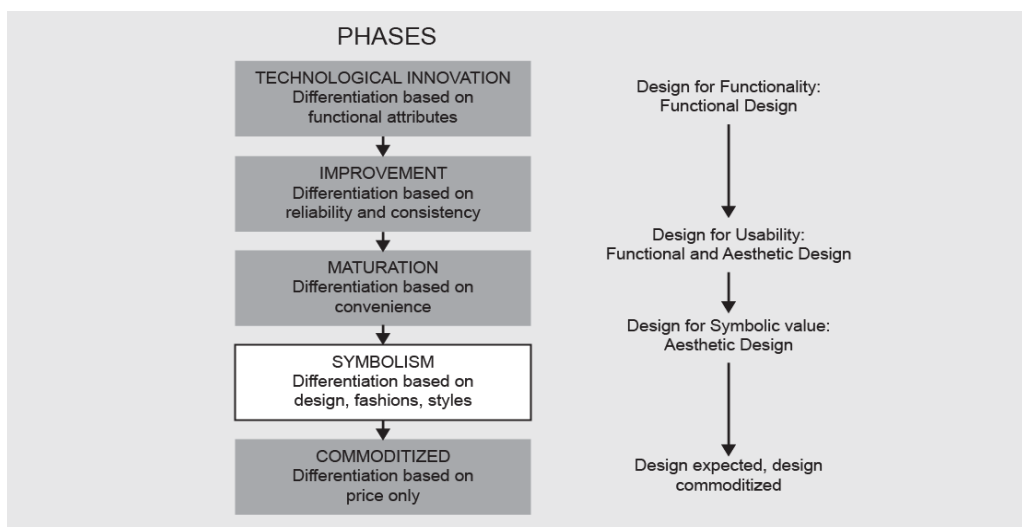 PHASES
TECHNOLOGICAL INNOVATION
Differentiation based on
functional attributes
IMPROVEMENT
Differentiation based on
reliability and consistency
MATURATION
Differentiation based on
convenience
SYMBOLISM
Differentiation based on
design, fashions, styles
COMMODITIZED
Differentiation based on
price only
Design for Functionality:
Functional Design
Design for Usability:
Functional and Aesthetic Design
Design for Symbolic value:
Aesthetic Design
Design expected, design
commoditized